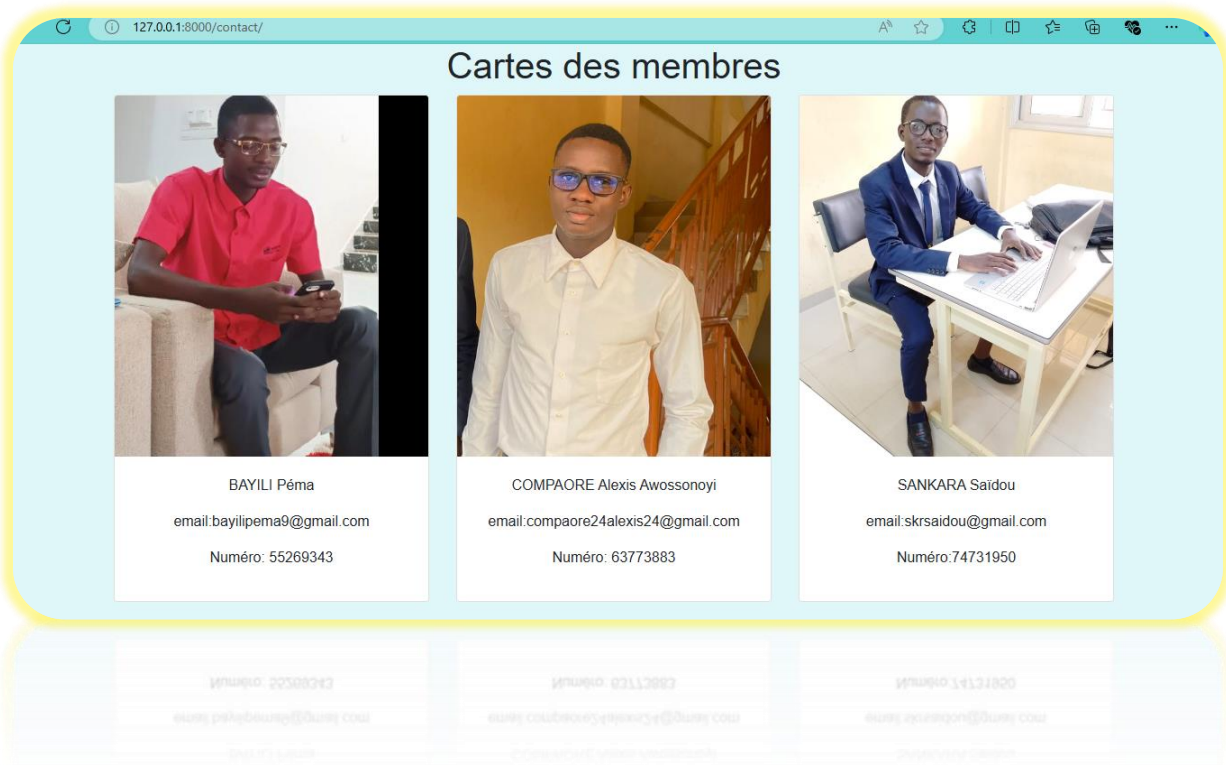 127.0.0.1:8000/contact/
Cartes des membres
BAYILI Péma
email:bayilipema9@gmail.com
Numéro: 55269343
COMPAORE Alexis Awossonoyi
email:compaore24alexis24@gmail.com
Numéro: 63773883
SANKARA Saïdou
email:skrsaidou@gmail.com
Numéro:74731950